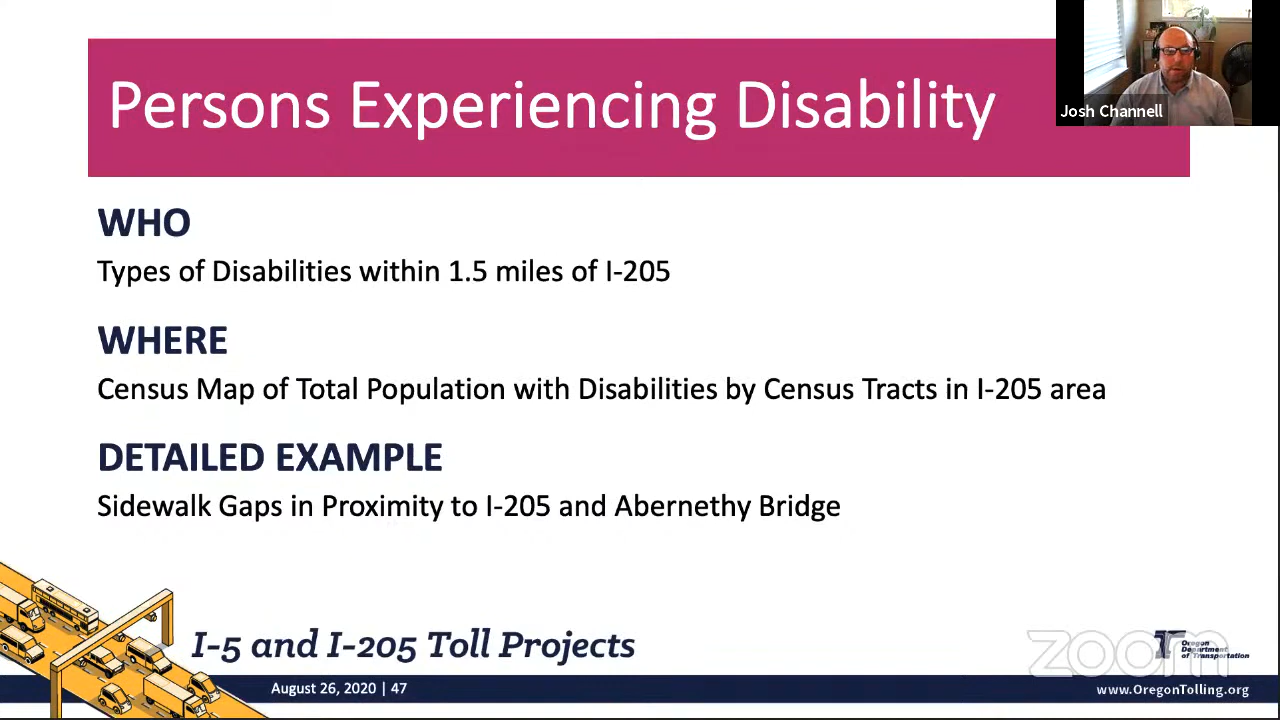 Persons Experiencing Disability
Josh Channell
WHO
Types of Disabilities within 1.5 miles of I-205
WHERE
Census Map of Total Population with Disabilities by Census Tracts in I-205 area
DETAILED EXAMPLE
Sidewalk Gaps in Proximity to I-205 and Abernethy Bridge
I-5 and I-205 Toll Projects
zoom
Oregon
Department
of Transportation
August 26, 2020 | 47
www.OregonTolling.org